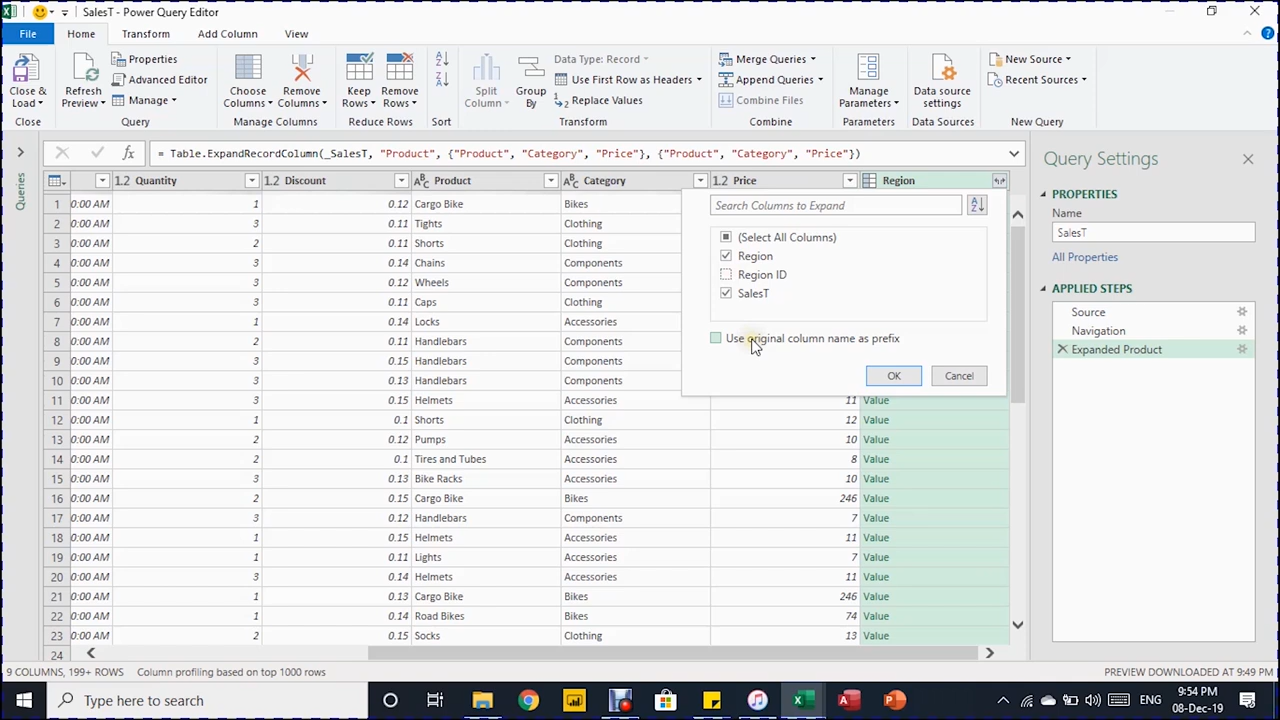 SalesT - Power Query Editor
File Home Transform Add Column View
Close & Load
Refresh Preview
Properties
Advanced Editor
Manage
Choose Columns
Remove Columns
Keep Rows
Remove Rows
Split Column
Group By
Data Type: Record
Use First Row as Headers
Replace Values
Merge Queries
Append Queries
Combine Files
Manage Parameters
Data source settings
New Source
Recent Sources
Close Query Manage Columns Reduce Rows Sort Transform Combine Parameters Data Sources New Query
= Table.ExpandRecordColumn(_SalesT, "Product", {"Product", "Category", "Price"}, {"Product", "Category", "Price"})
Queries
1.2 Quantity 1.2 Discount ABC Product ABC Category 1.2 Price Region
1 0:00 AM 1 0.12 Cargo Bike Bikes
2 0:00 AM 3 0.11 Tights Clothing
3 0:00 AM 2 0.11 Shorts Clothing
4 0:00 AM 3 0.14 Chains Components
5 0:00 AM 3 0.12 Wheels Components
6 0:00 AM 3 0.11 Caps Clothing
7 0:00 AM 1 0.14 Locks Accessories
8 0:00 AM 2 0.11 Handlebars Components
9 0:00 AM 3 0.15 Handlebars Components
10 0:00 AM 3 0.13 Handlebars Components
11 0:00 AM 3 0.15 Helmets Accessories 11 Value
12 0:00 AM 1 0.1 Shorts Clothing 12 Value
13 0:00 AM 2 0.12 Pumps Accessories 10 Value
14 0:00 AM 2 0.1 Tires and Tubes Accessories 8 Value
15 0:00 AM 3 0.13 Bike Racks Accessories 10 Value
16 0:00 AM 2 0.15 Cargo Bike Bikes 246 Value
17 0:00 AM 3 0.12 Handlebars Components 7 Value
18 0:00 AM 1 0.15 Helmets Accessories 11 Value
19 0:00 AM 1 0.11 Lights Accessories 7 Value
20 0:00 AM 3 0.14 Helmets Accessories 11 Value
21 0:00 AM 1 0.13 Cargo Bike Bikes 246 Value
22 0:00 AM 1 0.14 Road Bikes Bikes 74 Value
23 0:00 AM 2 0.15 Socks Clothing 13 Value
24
Search Columns to Expand
(Select All Columns)
Region
Region ID
SalesT
Use original column name as prefix
OK Cancel
Query Settings
PROPERTIES
Name
SalesT
All Properties
APPLIED STEPS
Source
Navigation
Expanded Product
9 COLUMNS, 199+ ROWS Column profiling based on top 1000 rows PREVIEW DOWNLOADED AT 9:49 PM
Type here to search
ENG
9:54 PM
08-Dec-19